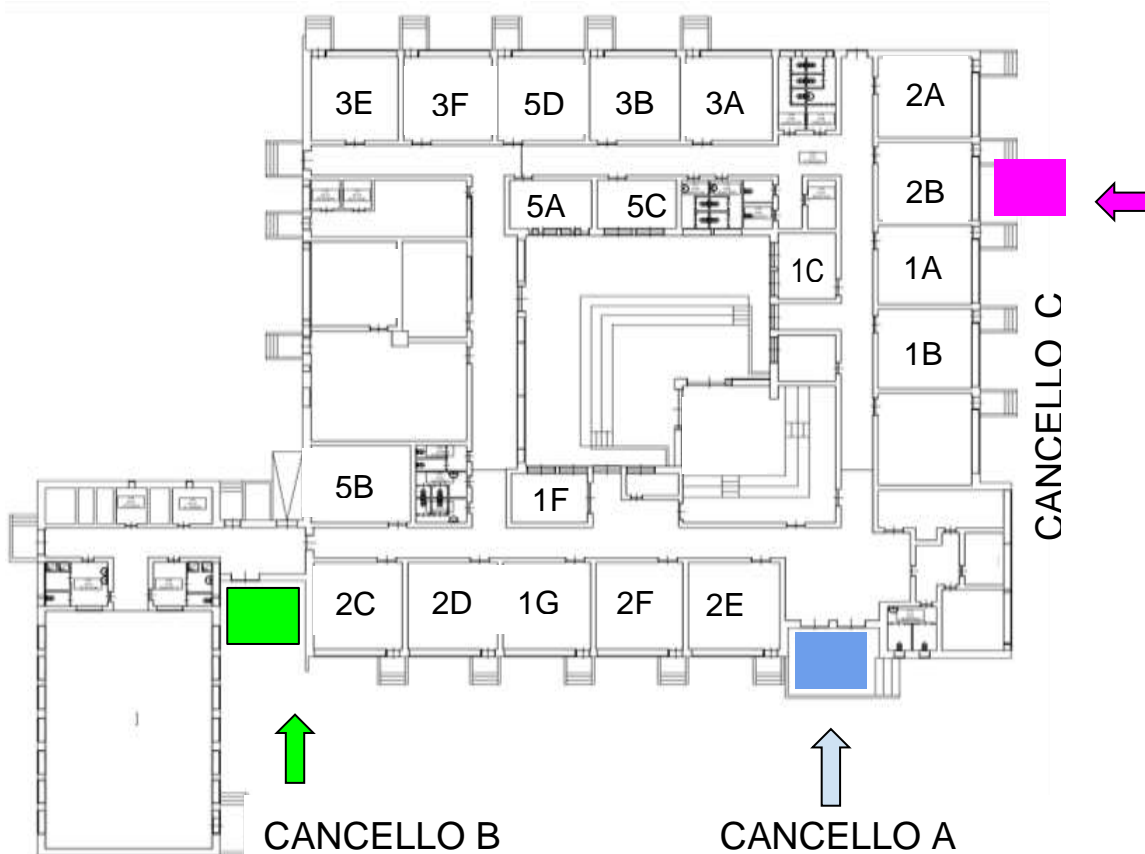 3E 3F 5D 3B 3A 2A
2B
5A 5C
1C 1A
1B
5B
1F
2C 2D 1G 2F 2E
CANCELLO C
CANCELLO B CANCELLO A